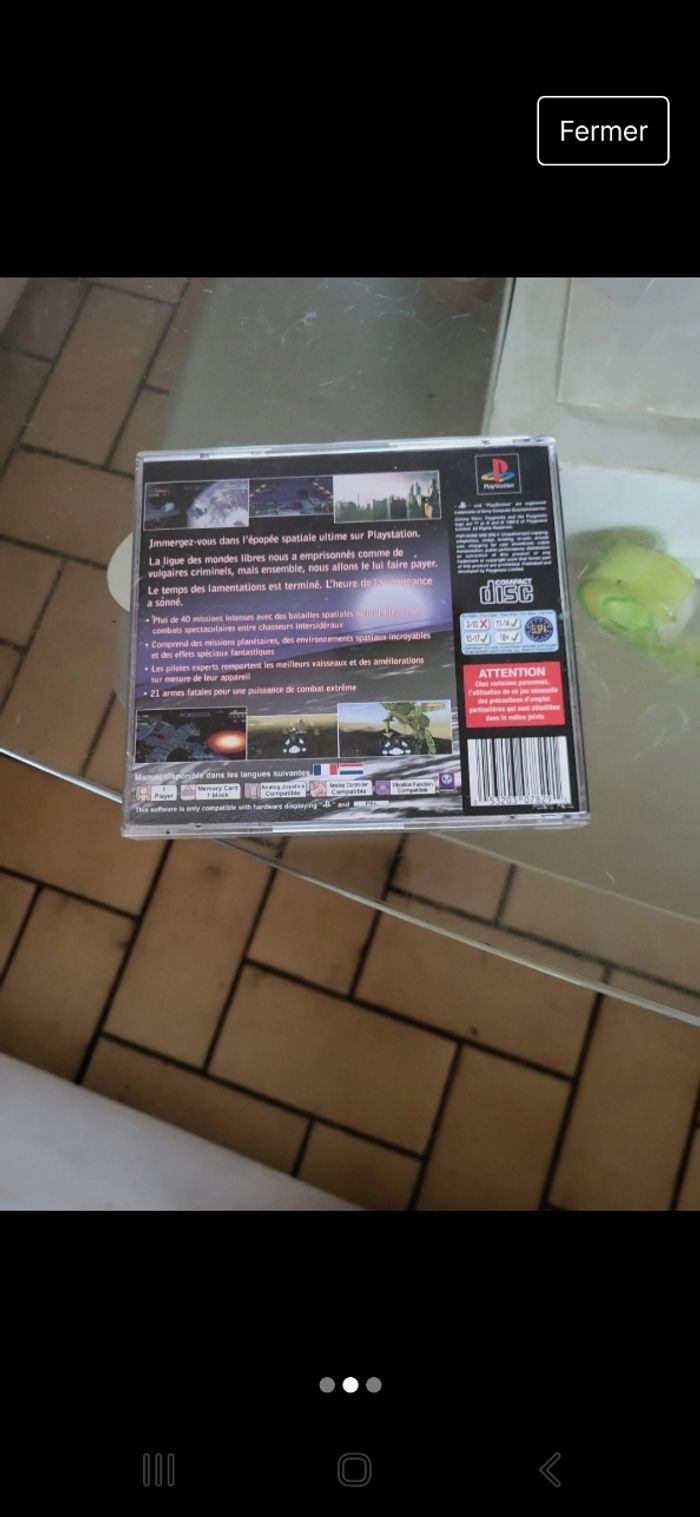 Fermer
PlayStation
Immergez-vous dans l'épopée spatiale ultime sur Playstation.
La ligue des mondes libres nous a emprisonnés comme de
vulgaires criminels, mais ensemble, nous allons le lui faire payer.
Le temps des lamentations est terminé. L'heure de la vengeance
a sonné.
• Plus de 40 missions intenses avec des batailles spatiales et des
combats spectaculaires entre chasseurs intersidéraux
• Comprend des missions planétaires, des environnements spatiaux incroyables
et des effets spéciaux fantastiques
• Les pilotes experts remportent les meilleurs vaisseaux et des améliorations
sur mesure de leur appareil
• 21 armes fatales pour une puissance de combat extrême
COMPACT
disc
3-10 11-14
15-17 18+
ATTENTION
Chez certaines personnes,
l'utilisation de ce jeu nécessite
des précautions d'emploi
particulières qui sont détaillées
dans la notice jointe
Manuel disponible dans les langues suivantes
1 Player
Memory Card
1 block
Analog Joystick
Compatible
Analog Controller
Compatible
Vibration Function
Compatible
This software is only compatible with hardware displaying " " and PAL